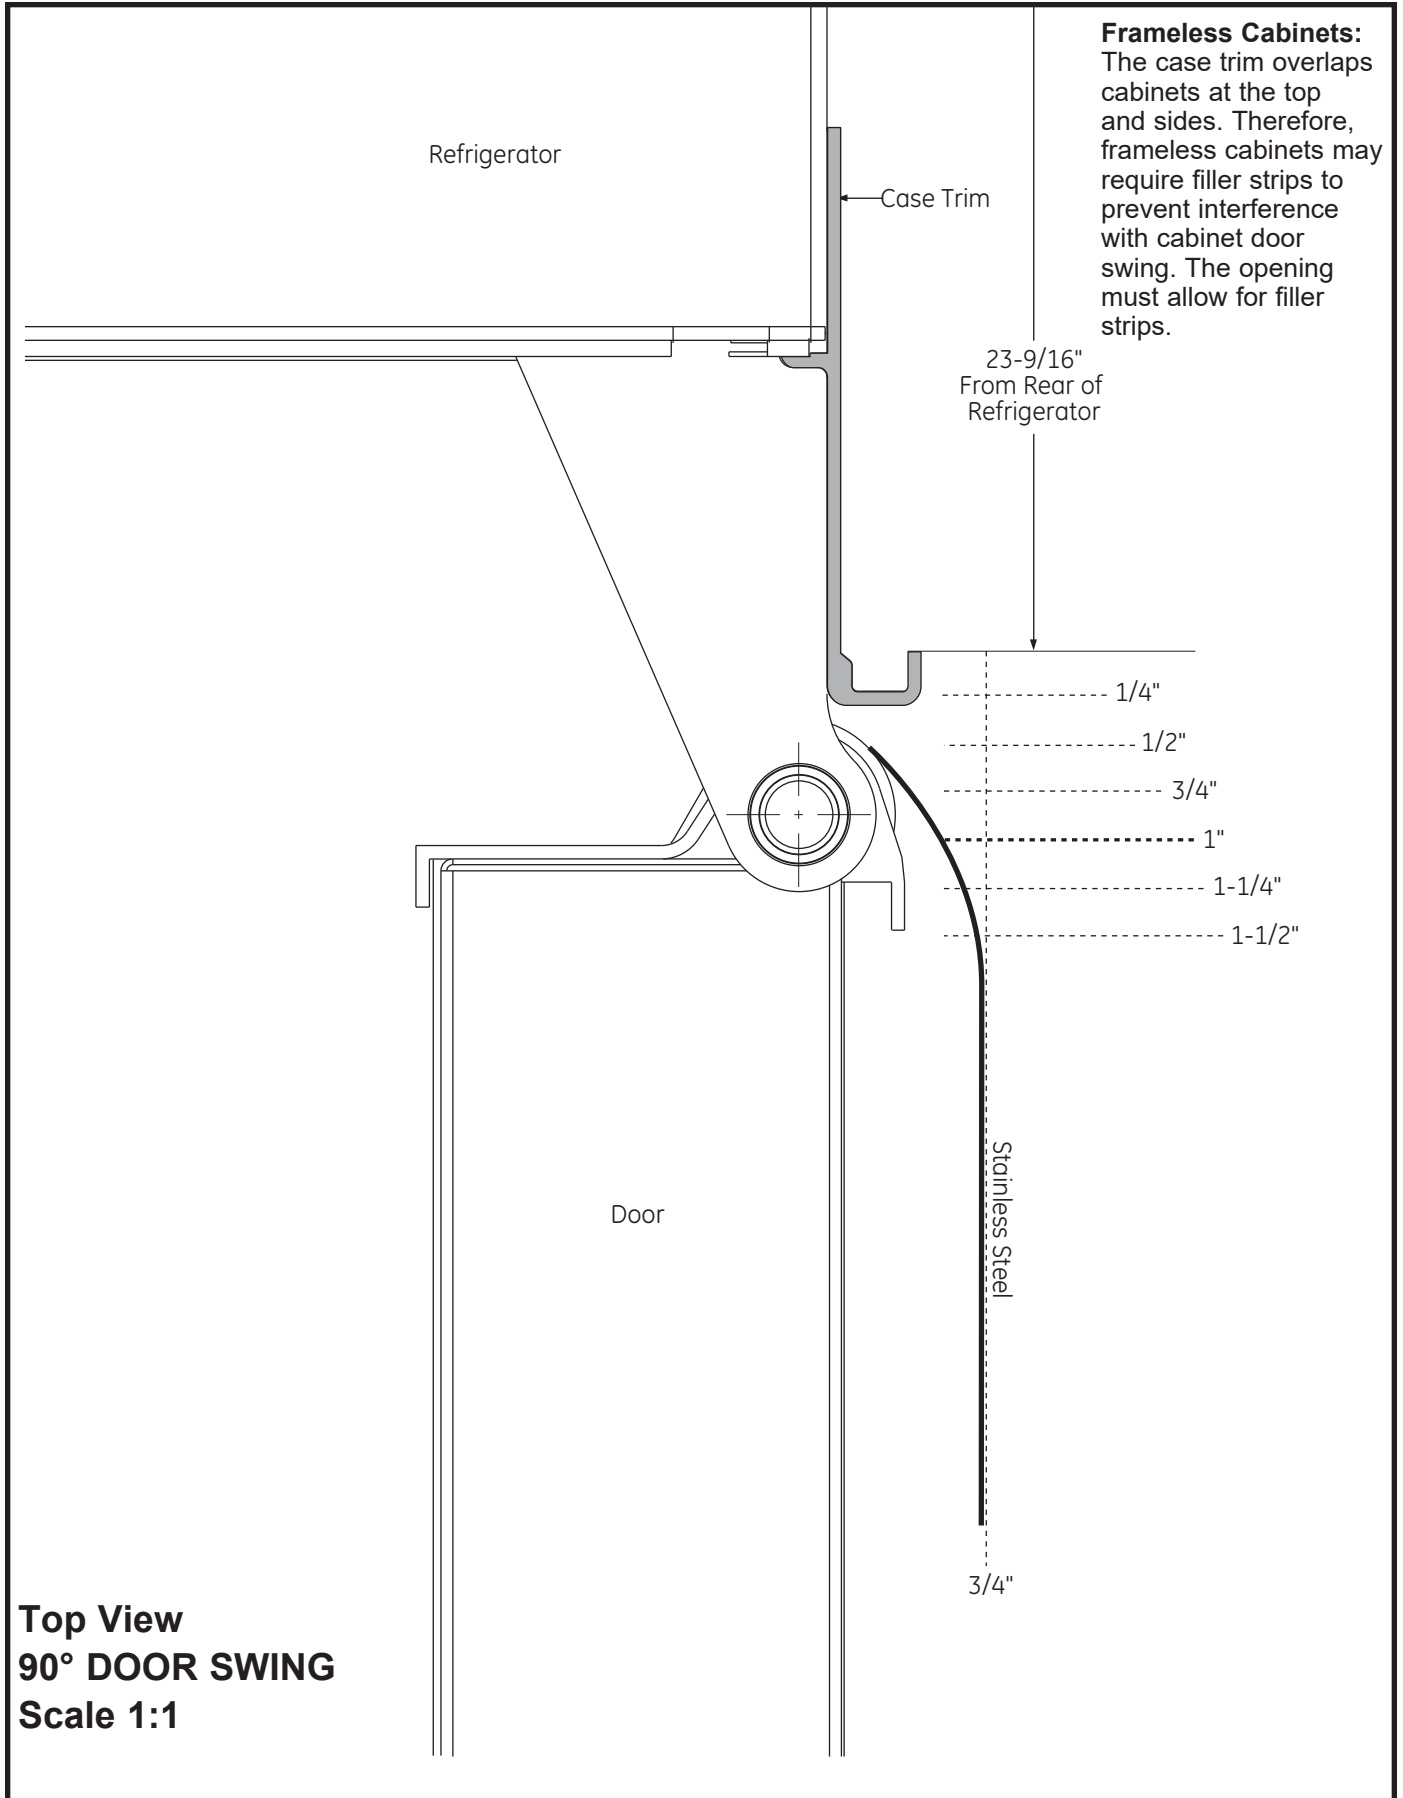 Frameless Cabinets:
The case trim overlaps
cabinets at the top
and sides. Therefore,
frameless cabinets may
require filler strips to
prevent interference
with cabinet door
swing. The opening
must allow for filler
strips.
Refrigerator
Case Trim
23-9/16"
From Rear of
Refrigerator
1/4"
1/2"
3/4"
1"
1-1/4"
1-1/2"
Stainless Steel
Door
3/4"
Top View
90° DOOR SWING
Scale 1:1